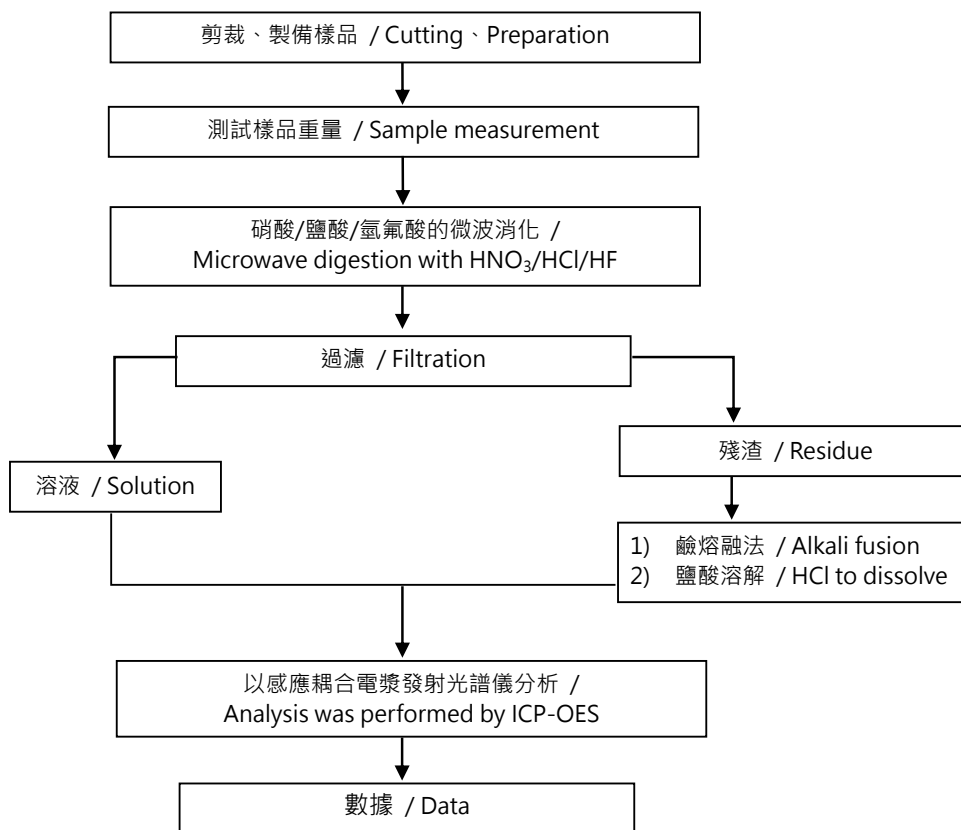 剪裁、製備樣品 / Cutting、Preparation
測試樣品重量 / Sample measurement
硝酸/鹽酸/氫氟酸的微波消化 /
Microwave digestion with HNO₃/HCl/HF
過濾 / Filtration
溶液 / Solution
殘渣 / Residue
1) 鹼熔融法 / Alkali fusion
2) 鹽酸溶解 / HCl to dissolve
以感應耦合電漿發射光譜儀分析 /
Analysis was performed by ICP-OES
數據 / Data